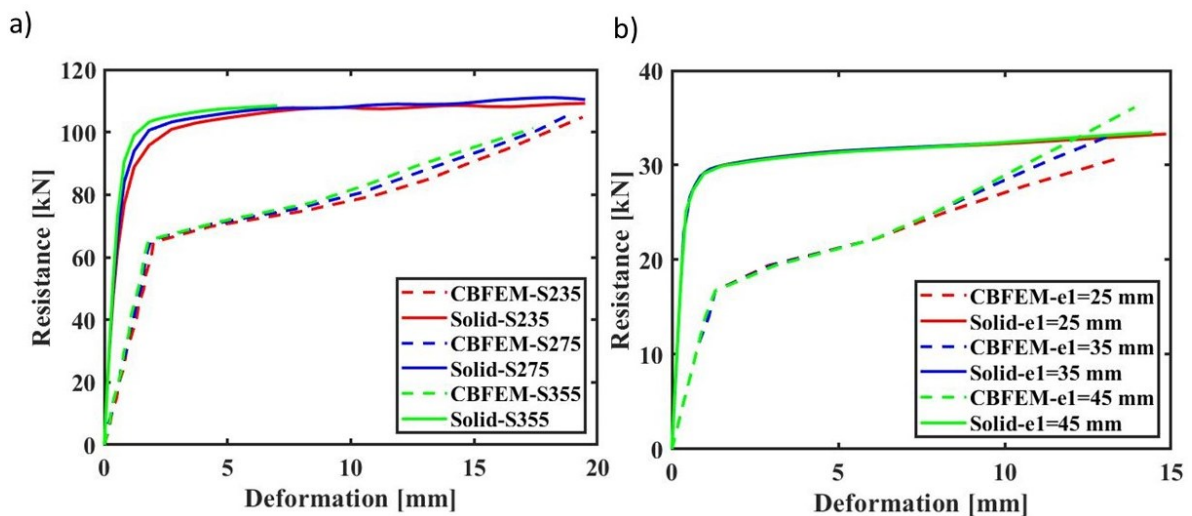 a)
120
100
80
60
40
20
0
Resistance [kN]
0 5 10 15 20
Deformation [mm]
CBFEM-S235
Solid-S235
CBFEM-S275
Solid-S275
CBFEM-S355
Solid-S355
b)
40
30
20
10
0
Resistance [kN]
0 5 10 15
Deformation [mm]
CBFEM-e1=25 mm
Solid-e1=25 mm
CBFEM-e1=35 mm
Solid-e1=35 mm
CBFEM-e1=45 mm
Solid-e1=45 mm